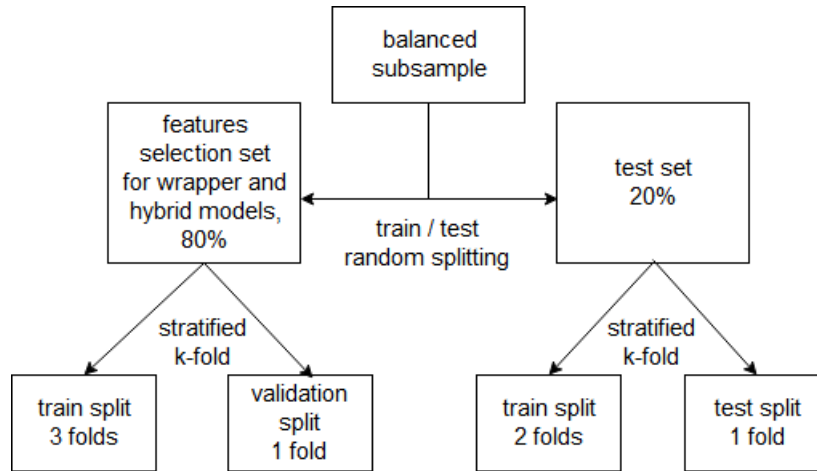 balanced
subsample
features
selection set
for wrapper and
hybrid models,
80%
test set
20%
train / test
random splitting
stratified
k-fold
stratified
k-fold
train split
3 folds
validation
split
1 fold
train split
2 folds
test split
1 fold